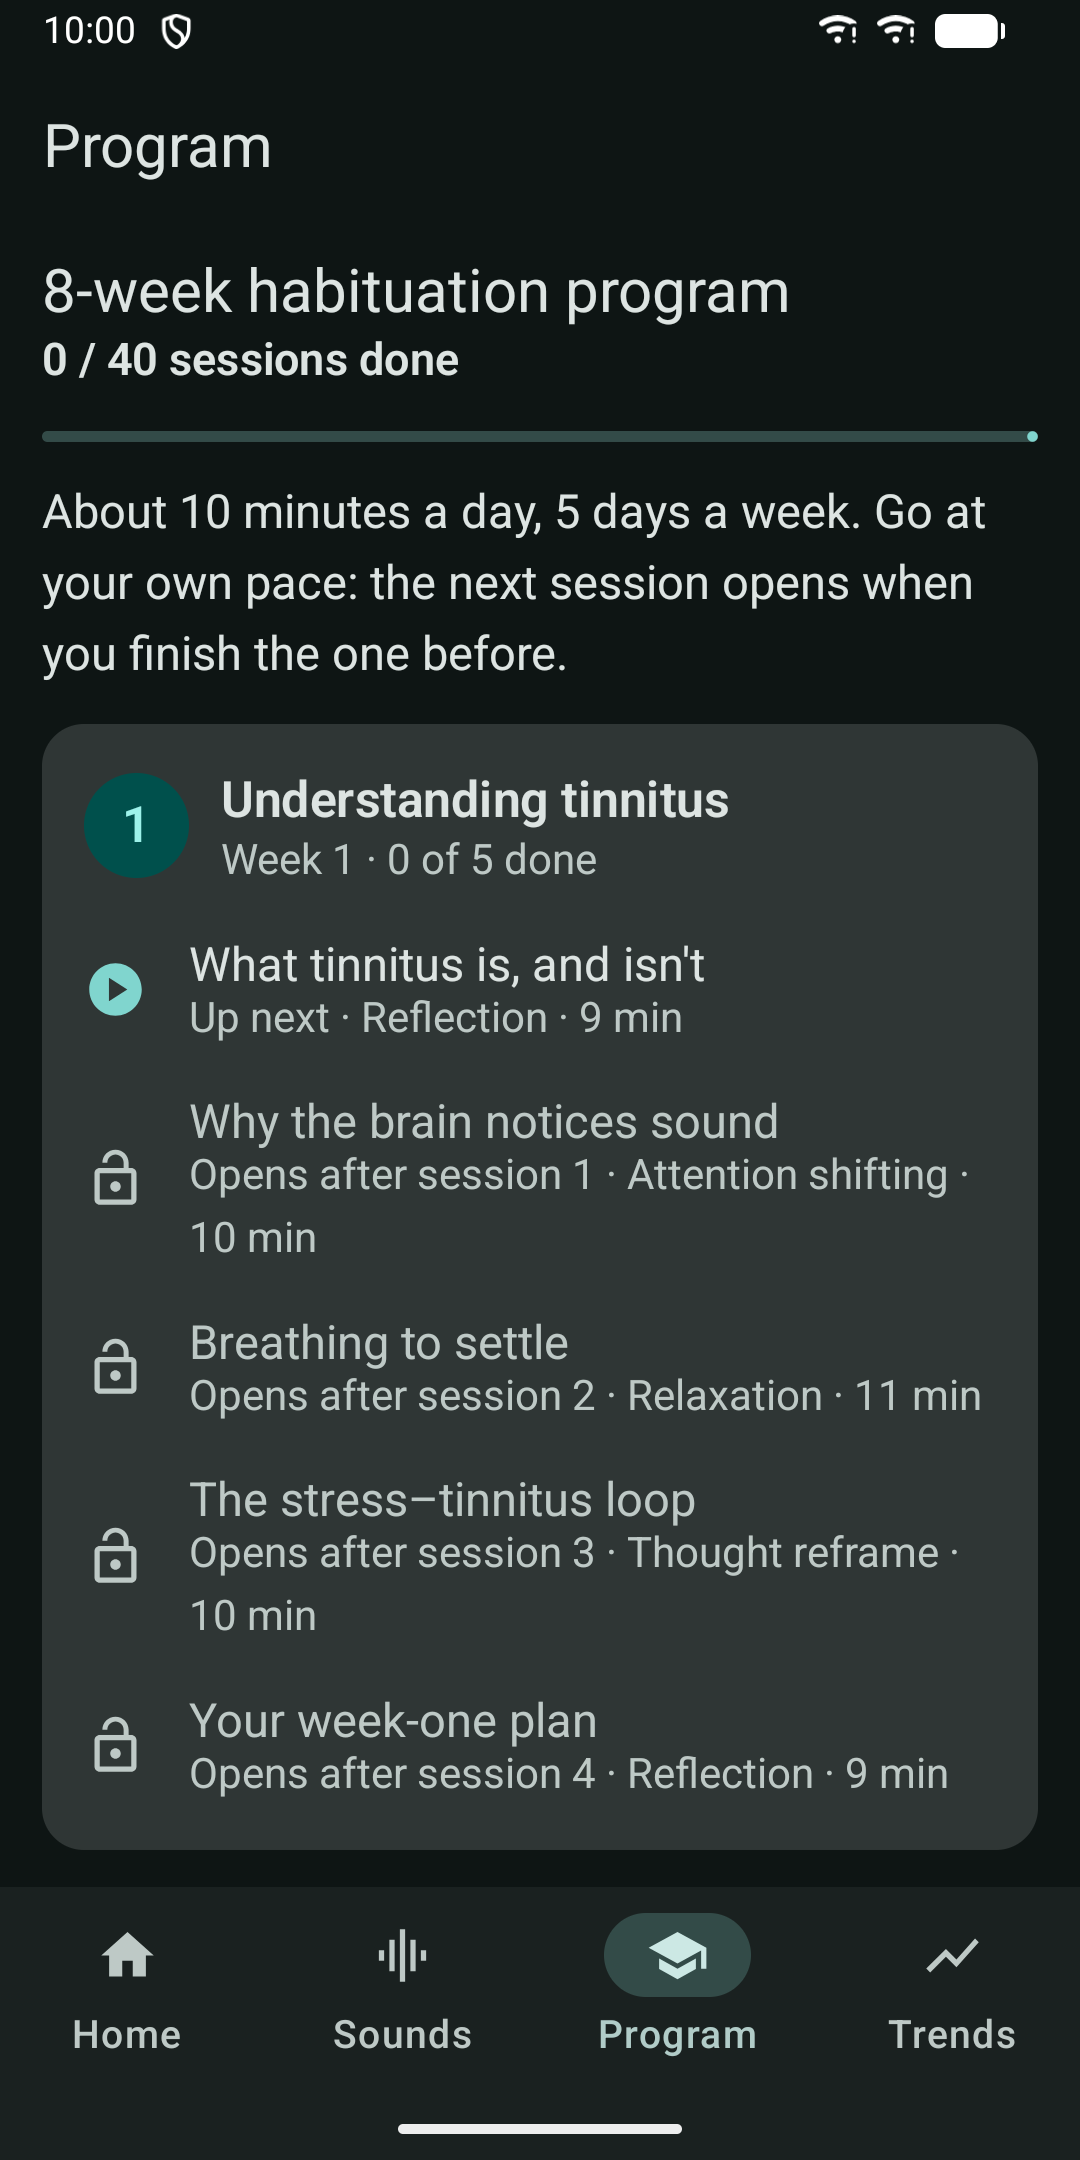 10:00
Program
8-week habituation program
0 / 40 sessions done
About 10 minutes a day, 5 days a week. Go at
your own pace: the next session opens when
you finish the one before.
1
Understanding tinnitus
Week 1 · 0 of 5 done
What tinnitus is, and isn't
Up next · Reflection · 9 min
Why the brain notices sound
Opens after session 1 · Attention shifting ·
10 min
Breathing to settle
Opens after session 2 · Relaxation · 11 min
The stress–tinnitus loop
Opens after session 3 · Thought reframe ·
10 min
Your week-one plan
Opens after session 4 · Reflection · 9 min
Home
Sounds
Program
Trends